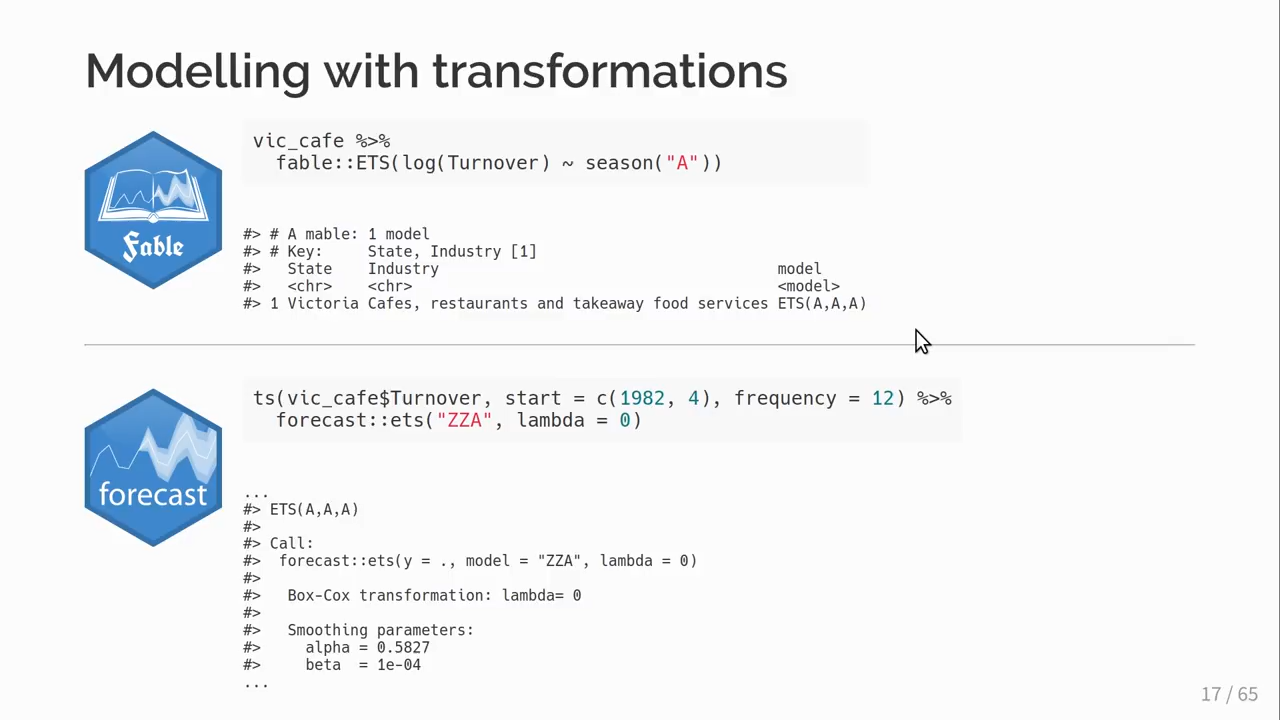 Modelling with transformations
Fable
vic_cafe %>%
  fable::ETS(log(Turnover) ~ season("A"))
#> # A mable: 1 model
#> # Key:     State, Industry [1]
#>   State    Industry                                      model
#>   <chr>    <chr>                                         <model>
#> 1 Victoria Cafes, restaurants and takeaway food services ETS(A,A,A)
forecast
ts(vic_cafe$Turnover, start = c(1982, 4), frequency = 12) %>%
  forecast::ets("ZZA", lambda = 0)
...
#> ETS(A,A,A)
#>
#> Call:
#>  forecast::ets(y = ., model = "ZZA", lambda = 0)
#>
#>   Box-Cox transformation: lambda= 0
#>
#>   Smoothing parameters:
#>     alpha = 0.5827
#>     beta  = 1e-04
...
17 / 65